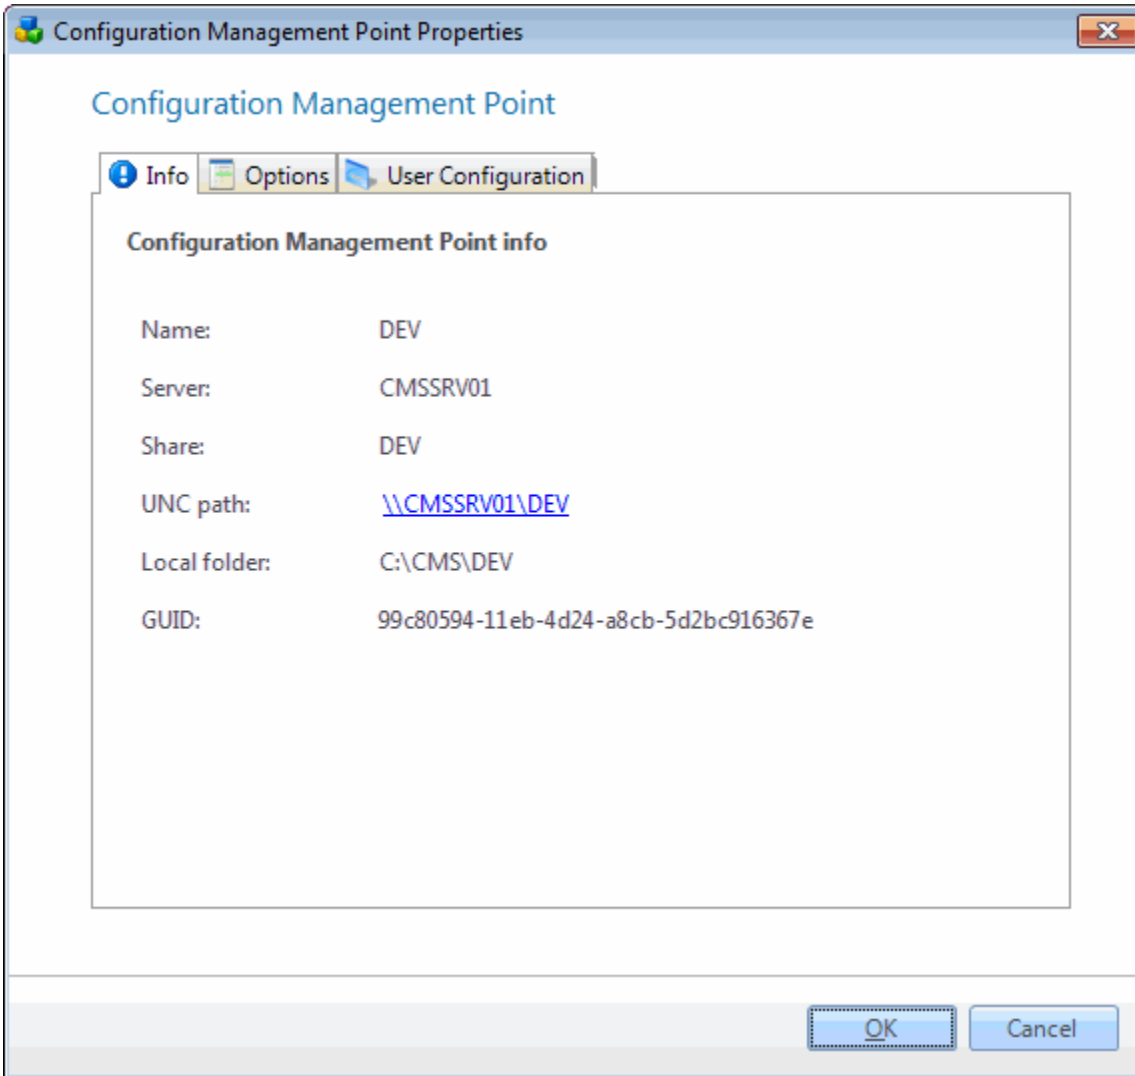 Configuration Management Point Properties
Configuration Management Point
Info Options User Configuration
Configuration Management Point info
Name: DEV
Server: CMSSRV01
Share: DEV
UNC path: \\CMSSRV01\DEV
Local folder: C:\CMS\DEV
GUID: 99c80594-11eb-4d24-a8cb-5d2bc916367e
OK Cancel